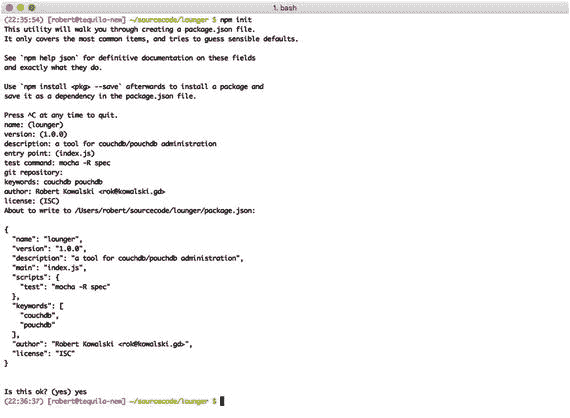 1. bash
(22:35:54) [robert@tequila-new] ~/sourcecode/lounger $ npm init
This utility will walk you through creating a package.json file.
It only covers the most common items, and tries to guess sensible defaults.
See `npm help json` for definitive documentation on these fields
and exactly what they do.
Use `npm install <pkg> --save` afterwards to install a package and
save it as a dependency in the package.json file.
Press ^C at any time to quit.
name: (lounger)
version: (1.0.0)
description: a tool for couchdb/pouchdb administration
entry point: (index.js)
test command: mocha -R spec
git repository:
keywords: couchdb pouchdb
author: Robert Kowalski <rok@kowalski.gd>
license: (ISC)
About to write to /Users/robert/sourcecode/lounger/package.json:
{
  "name": "lounger",
  "version": "1.0.0",
  "description": "a tool for couchdb/pouchdb administration",
  "main": "index.js",
  "scripts": {
    "test": "mocha -R spec"
  },
  "keywords": [
    "couchdb",
    "pouchdb"
  ],
  "author": "Robert Kowalski <rok@kowalski.gd>",
  "license": "ISC"
}
Is this ok? (yes) yes
(22:36:37) [robert@tequila-new] ~/sourcecode/lounger $